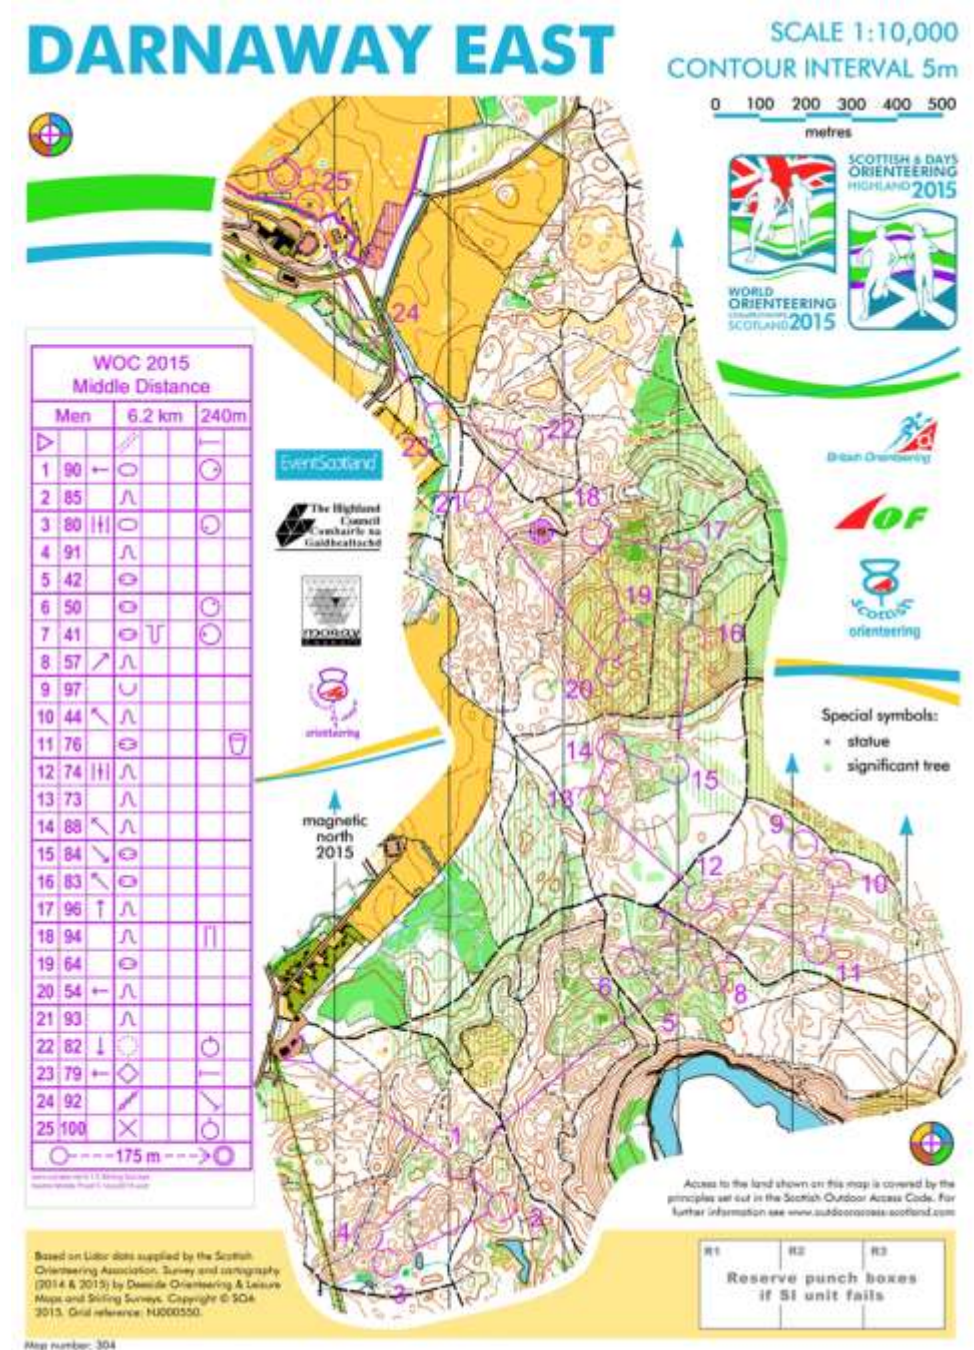 DARNAWAY EAST
SCALE 1:10,000
CONTOUR INTERVAL 5m
0 100 200 300 400 500
metres
SCOTTISH 6 DAYS
ORIENTEERING
HIGHLAND 2015
WORLD
ORIENTEERING
CHAMPIONSHIPS
SCOTLAND 2015
British Orienteering
IOF
scottish
orienteering
Special symbols:
× statue
significant tree
EventScotland
The Highland
Council
Comhairle na
Gaidhealtachd
moray
council
orienteering
magnetic
north
2015
WOC 2015
Middle Distance
Men 6.2 km 240m
1 90
2 85
3 80
4 91
5 42
6 50
7 41
8 57
9 97
10 44
11 76
12 74
13 73
14 88
15 84
16 83
17 96
18 94
19 64
20 54
21 93
22 82
23 79
24 92
25 100
175 m
25
24
23
22
21
18
17
19
16
20
14
15
13
12
9
10
11
7
6
8
5
1
2
4
3
Access to the land shown on this map is covered by the
principles set out in the Scottish Outdoor Access Code. For
further information see www.outdooraccess-scotland.com
Based on Lidar data supplied by the Scottish
Orienteering Association. Survey and cartography
(2014 & 2015) by Deeside Orienteering & Leisure
Maps and Stirling Surveys. Copyright © SOA
2015. Grid reference: NJ000550.
R1 R2 R3
Reserve punch boxes
if SI unit fails
Map number: 304